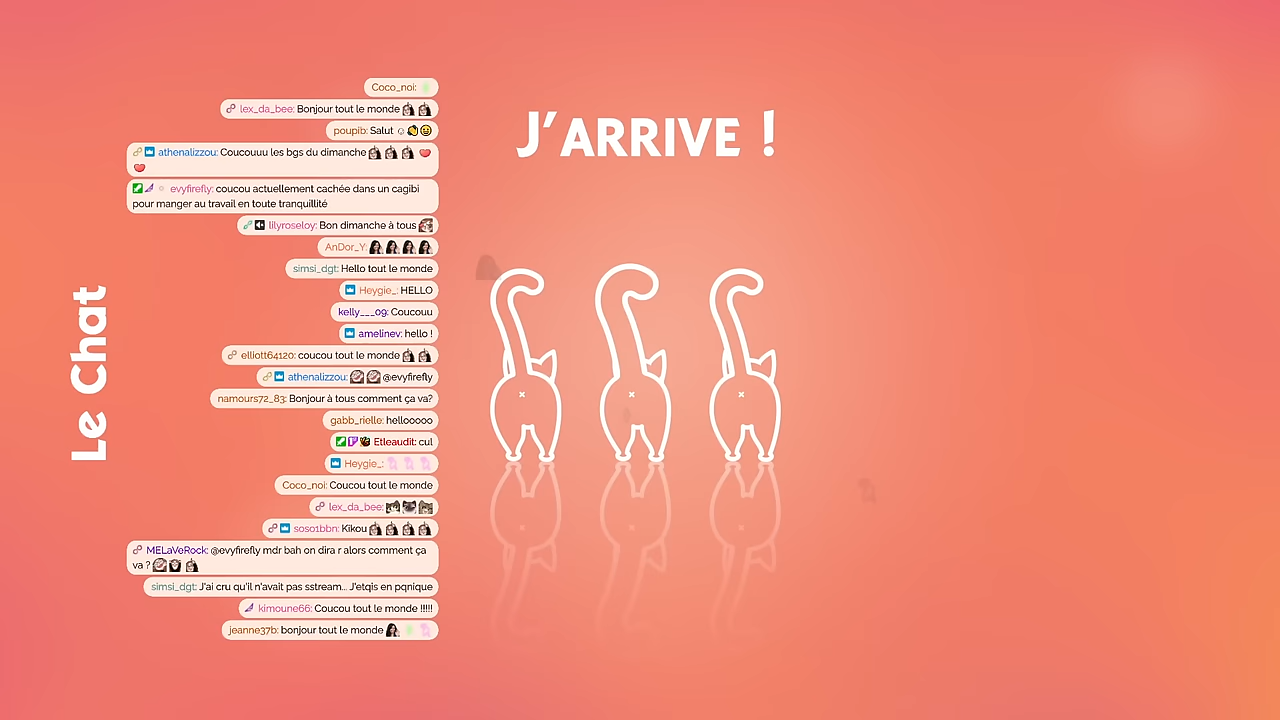 Le Chat
Coco_noi:
lex_da_bee: Bonjour tout le monde
poupib: Salut
athenalizzou: Coucouuu les bgs du dimanche
evyfirefly: coucou actuellement cachée dans un cagibi
pour manger au travail en toute tranquillité
lilyroseloy: Bon dimanche à tous
AnDor_Y:
simsi_dgt: Hello tout le monde
Heygie_: HELLO
kelly___09: Coucouu
amelinev: hello !
elliott64120: coucou tout le monde
athenalizzou: @evyfirefly
namours72_83: Bonjour à tous comment ça va?
gabb_rielle: hellooooo
Etleaudit: cul
Heygie_:
Coco_noi: Coucou tout le monde
lex_da_bee:
soso1bbn: Kikou
MELaVeRock: @evyfirefly mdr bah on dira r alors comment ça
va ?
simsi_dgt: J'ai cru qu'il n'avait pas sstream... J'etqis en pqnique
kimoune66: Coucou tout le monde !!!!!
jeanne37b: bonjour tout le monde
J'ARRIVE !